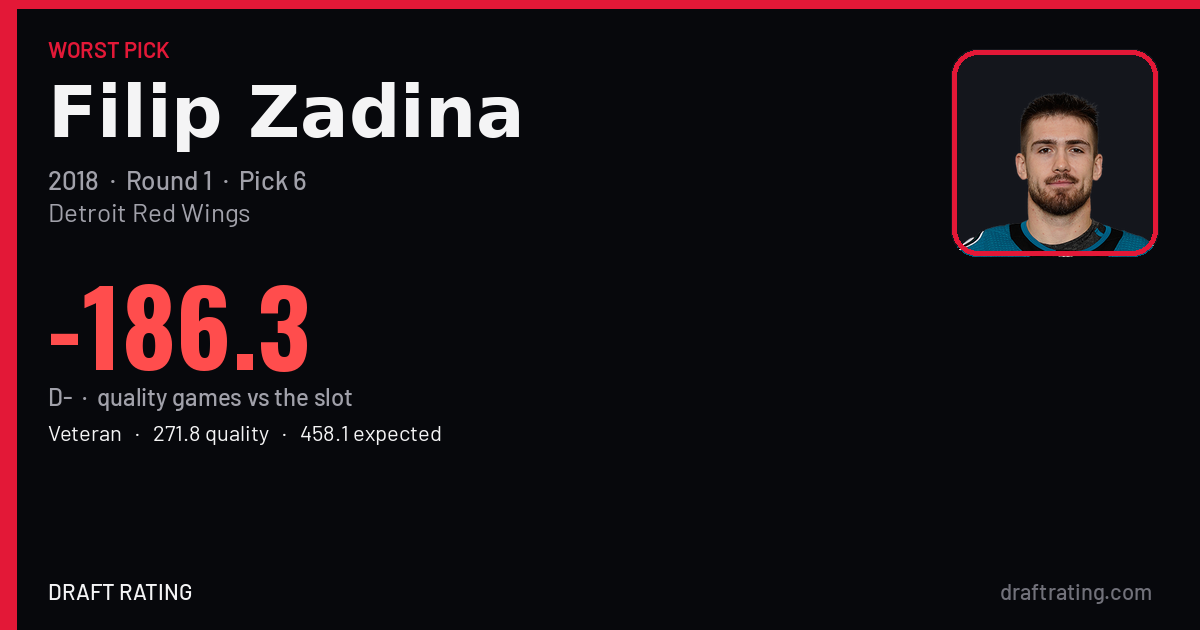 WORST PICK
Filip Zadina
2018 · Round 1 · Pick 6
Detroit Red Wings
-186.3
D- · quality games vs the slot
Veteran · 271.8 quality · 458.1 expected
DRAFT RATING
draftrating.com